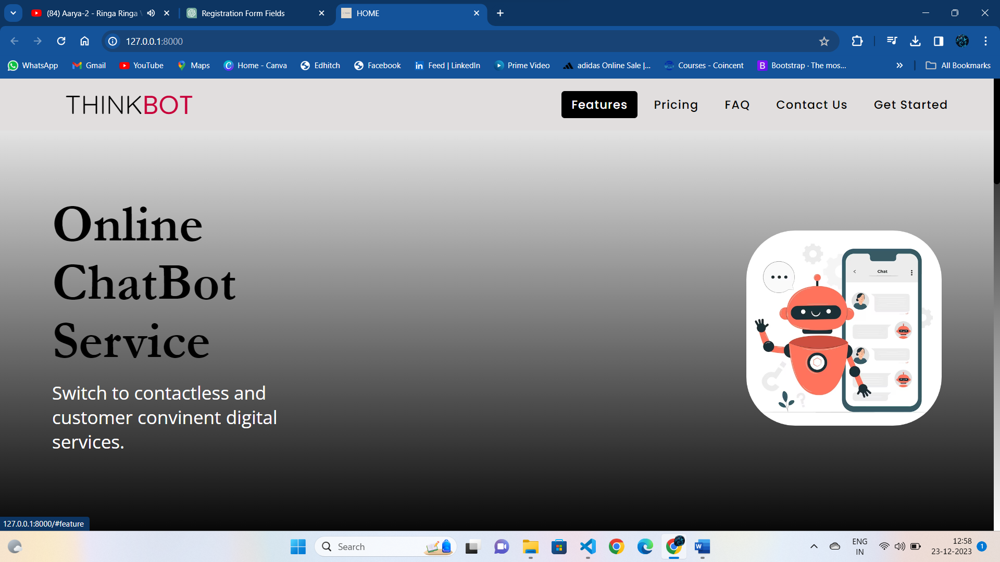 (84) Aarya-2 - Ringa Ringa
Registration Form Fields
HOME
127.0.0.1:8000
WhatsApp
Gmail
YouTube
Maps
Home - Canva
Edhitch
Facebook
Feed | LinkedIn
Prime Video
adidas Online Sale |...
Courses - Coincent
Bootstrap · The mos...
All Bookmarks
THINKBOT
Features
Pricing
FAQ
Contact Us
Get Started
Online
ChatBot
Service
Switch to contactless and
customer convinent digital
services.
Chat
127.0.0.1:8000/#feature
Search
ENG
IN
12:58
23-12-2023
1